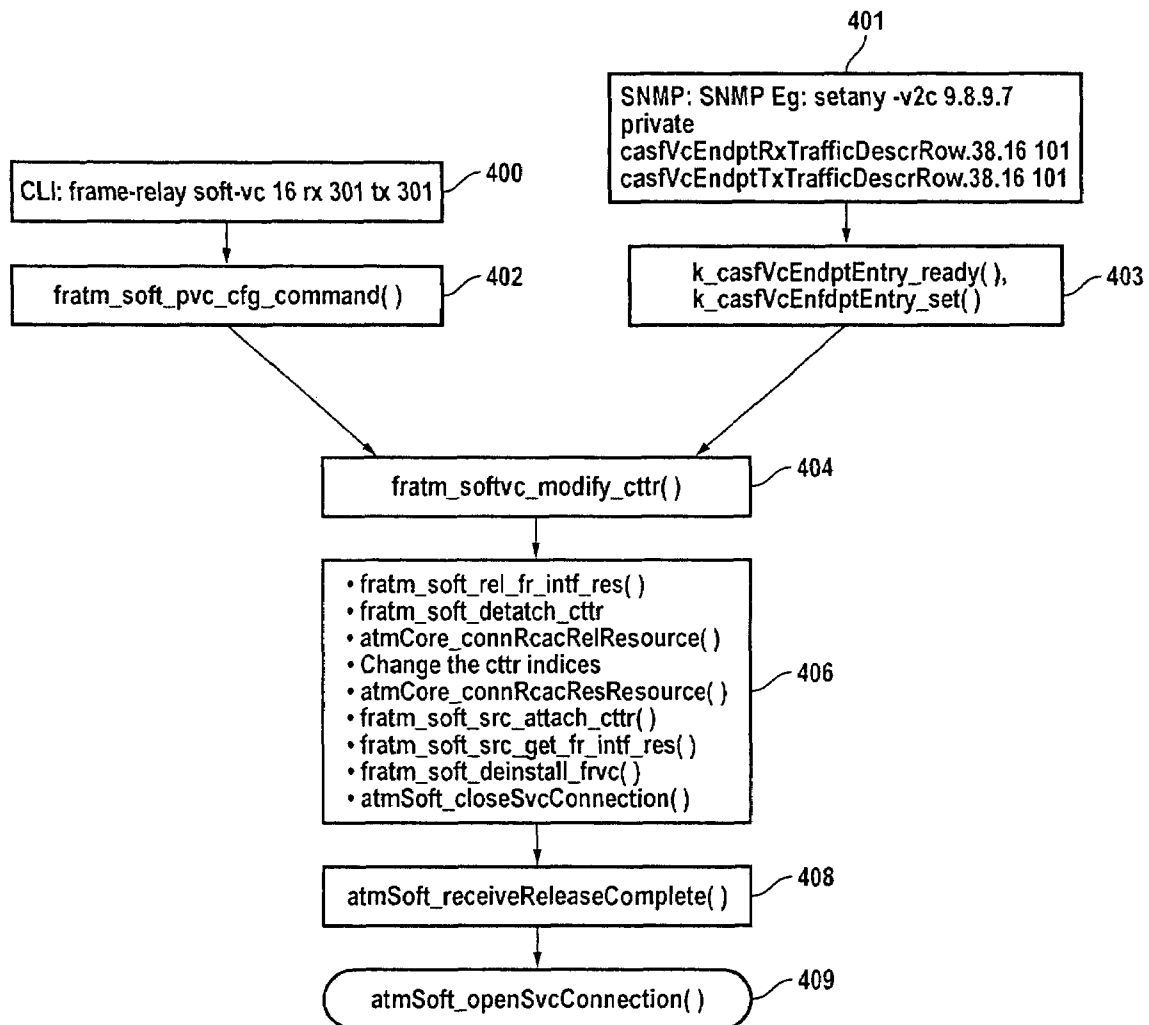 401
SNMP: SNMP Eg: setany -v2c 9.8.9.7
private
casfVcEndptRxTrafficDescrRow.38.16 101
casfVcEndptTxTrafficDescrRow.38.16 101
CLI: frame-relay soft-vc 16 rx 301 tx 301
400
fratm_soft_pvc_cfg_command( )
402
k_casfVcEndptEntry_ready( ),
k_casfVcEnfdptEntry_set( )
403
fratm_softvc_modify_cttr( )
404
• fratm_soft_rel_fr_intf_res( )
• fratm_soft_detatch_cttr
• atmCore_connRcacRelResource( )
• Change the cttr indices
• atmCore_connRcacResResource( )
• fratm_soft_src_attach_cttr( )
• fratm_soft_src_get_fr_intf_res( )
• fratm_soft_deinstall_frvc( )
• atmSoft_closeSvcConnection( )
406
atmSoft_receiveReleaseComplete( )
408
atmSoft_openSvcConnection( )
409